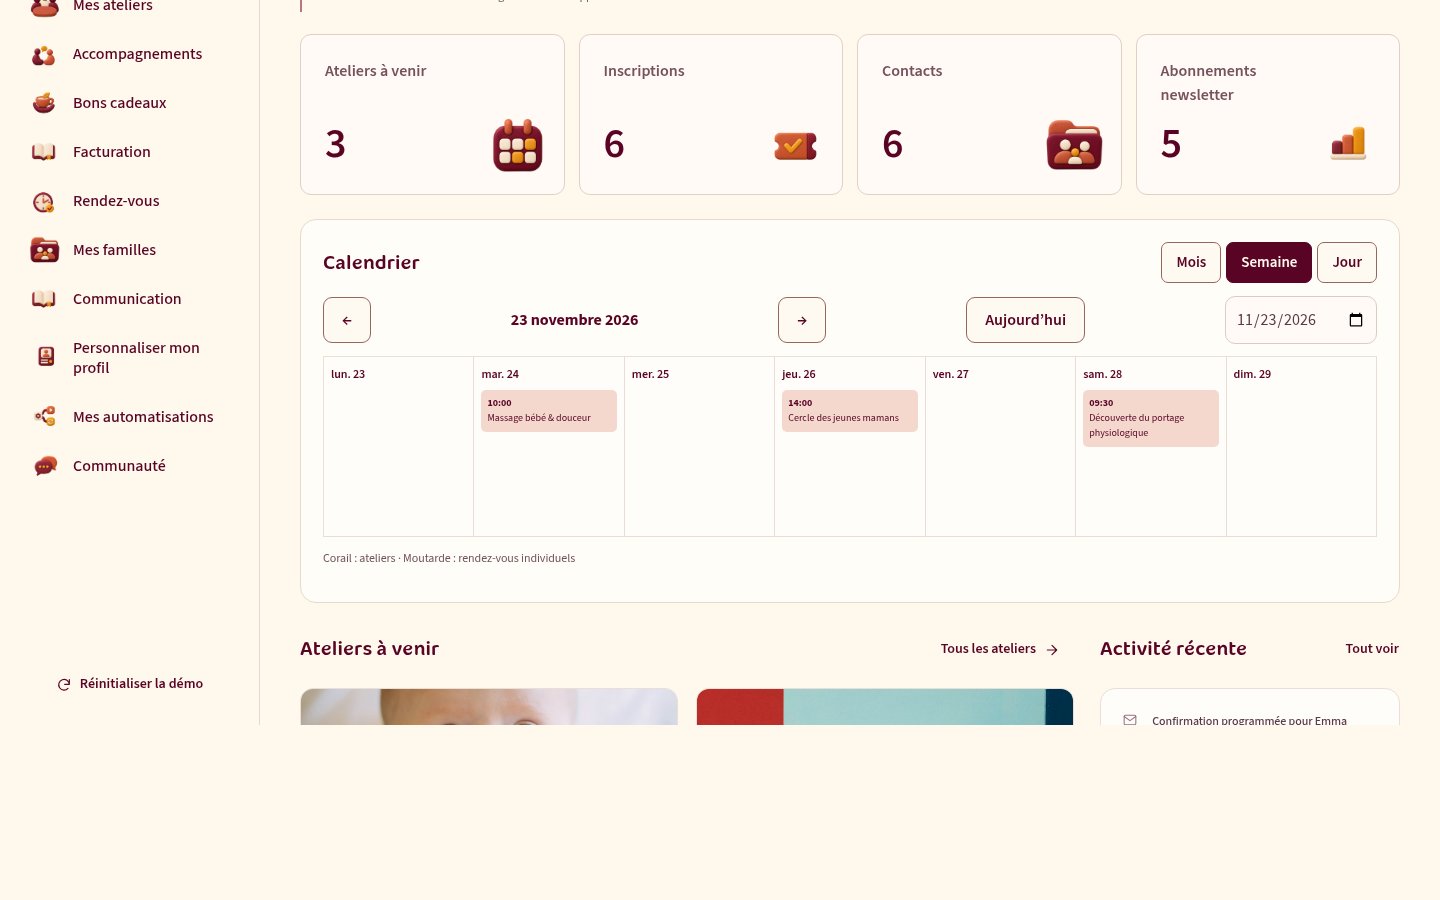 Mes ateliers
Accompagnements
Bons cadeaux
Facturation
Rendez-vous
Mes familles
Communication
Personnaliser mon
profil
Mes automatisations
Communauté
Réinitialiser la démo
Ateliers à venir
3
Inscriptions
6
Contacts
6
Abonnements
newsletter
5
Calendrier
Mois
Semaine
Jour
←
23 novembre 2026
→
Aujourd’hui
11/23/2026
lun. 23
mar. 24
10:00
Massage bébé & douceur
mer. 25
jeu. 26
14:00
Cercle des jeunes mamans
ven. 27
sam. 28
09:30
Découverte du portage
physiologique
dim. 29
Corail : ateliers · Moutarde : rendez-vous individuels
Ateliers à venir
Tous les ateliers →
Activité récente
Tout voir
Confirmation programmée pour Emma